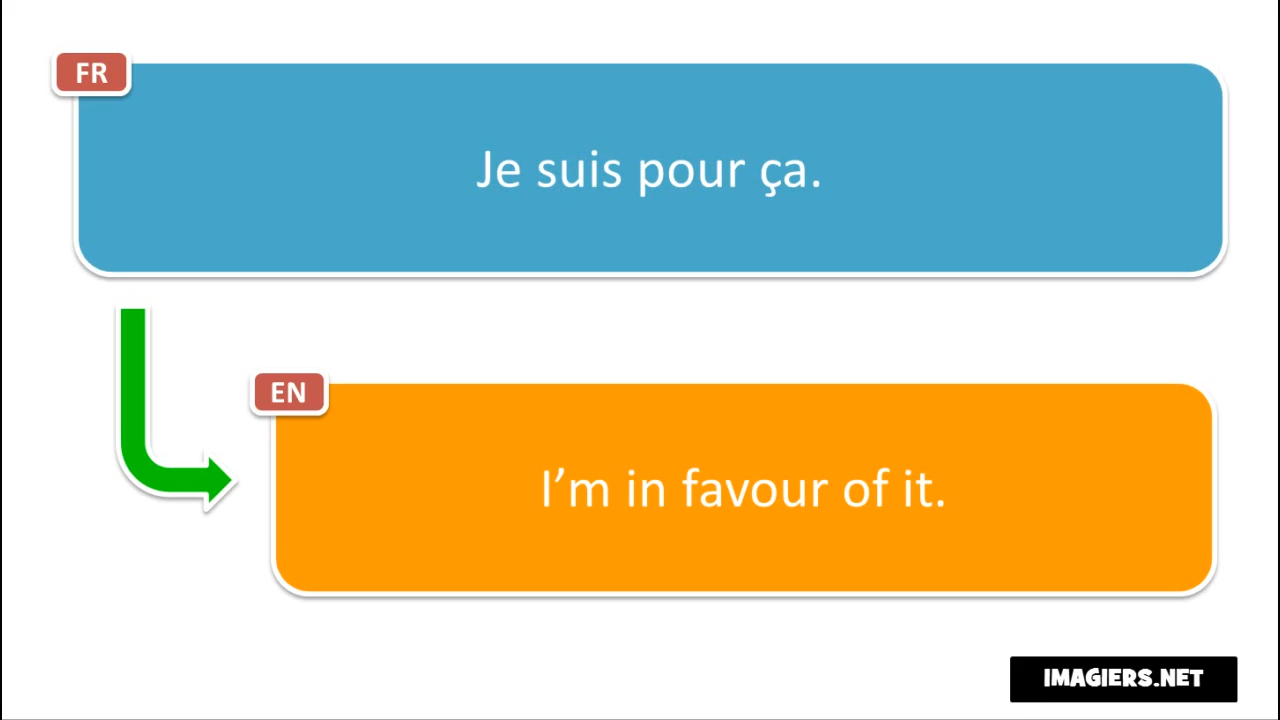 FR
Je suis pour ça.
EN
I’m in favour of it.
IMAGIERS.NET